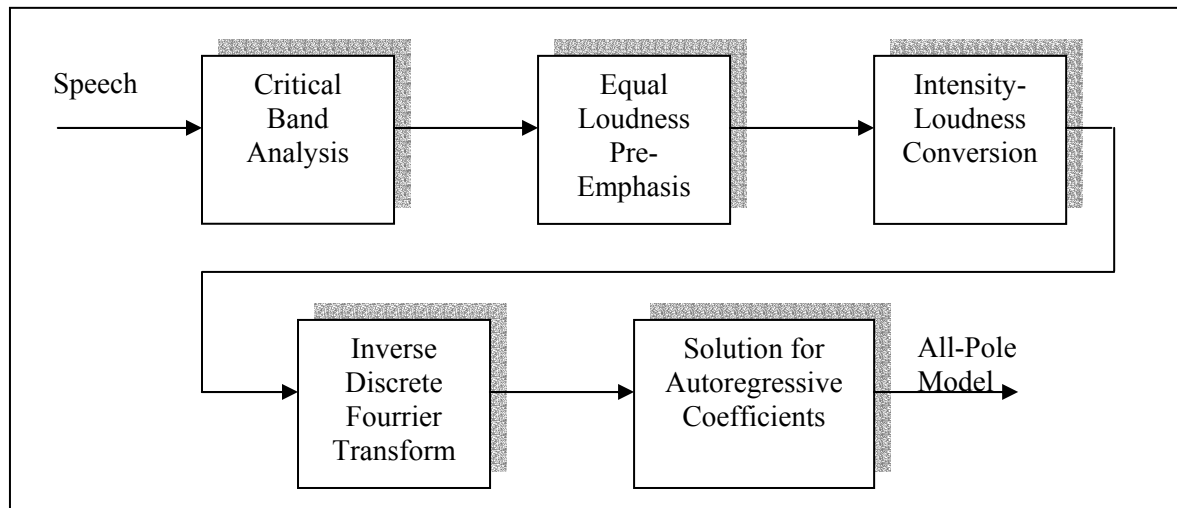 Speech
Critical
Band
Analysis
Equal
Loudness
Pre-
Emphasis
Intensity-
Loudness
Conversion
Inverse
Discrete
Fourrier
Transform
Solution for
Autoregressive
Coefficients
All-Pole
Model